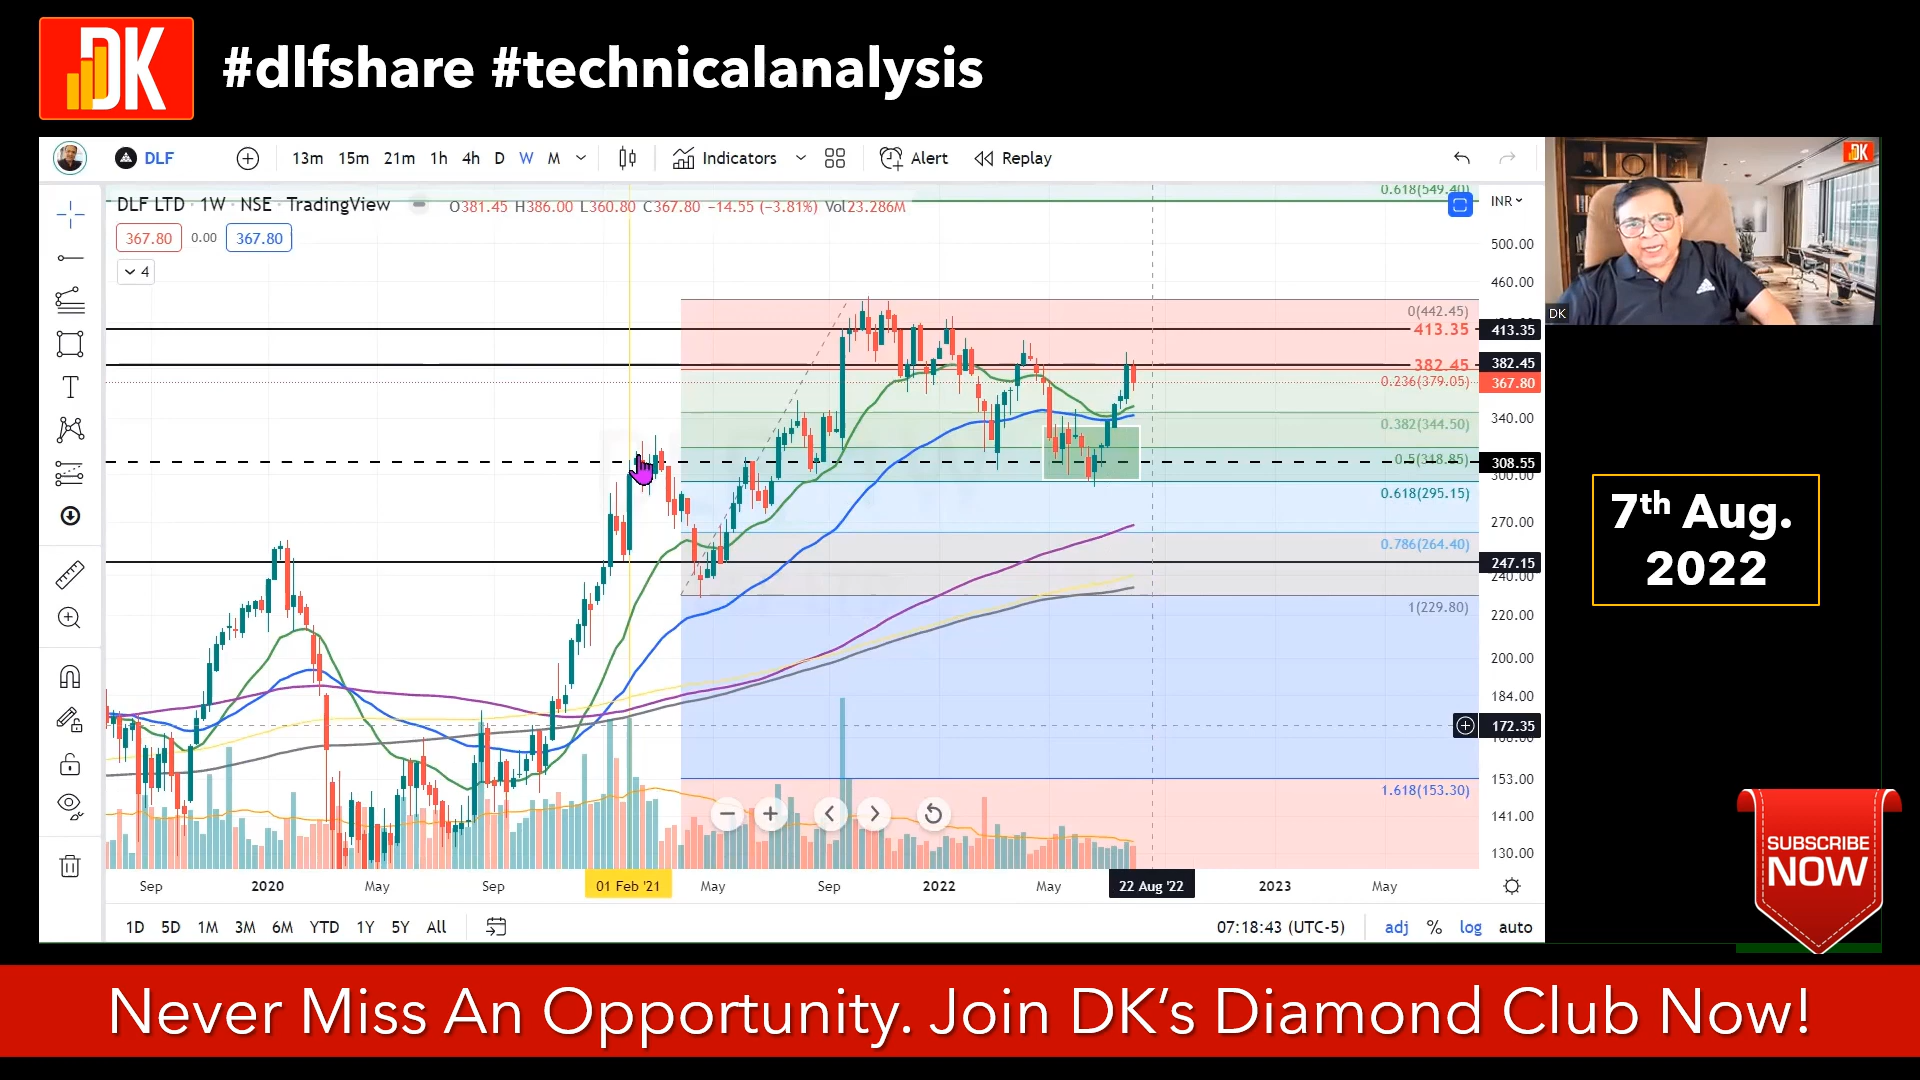 DK
#dlfshare #technicalanalysis
DLF
13m 15m 21m 1h 4h D W M
Indicators
Alert
Replay
DK
DLF LTD · 1W · NSE · TradingView
O381.45 H386.00 L360.80 C367.80 −14.55 (−3.81%) Vol23.286M
367.80 0.00 367.80
4
INR
0.618(549.40)
500.00
460.00
0(442.45)
413.35 413.35
382.45 382.45
0.236(379.05) 367.80
340.00
0.382(344.50)
0.5(318.85) 308.55
300.00
0.618(295.15)
270.00
0.786(264.40)
247.15
240.00
1(229.80)
220.00
200.00
184.00
172.35
153.00
1.618(153.30)
141.00
130.00
Sep 2020 May Sep 01 Feb '21 May Sep 2022 May 22 Aug '22 2023 May
1D 5D 1M 3M 6M YTD 1Y 5Y All
07:18:43 (UTC-5)
adj % log auto
DK
7th Aug.
2022
SUBSCRIBE
NOW
Never Miss An Opportunity. Join DK’s Diamond Club Now!